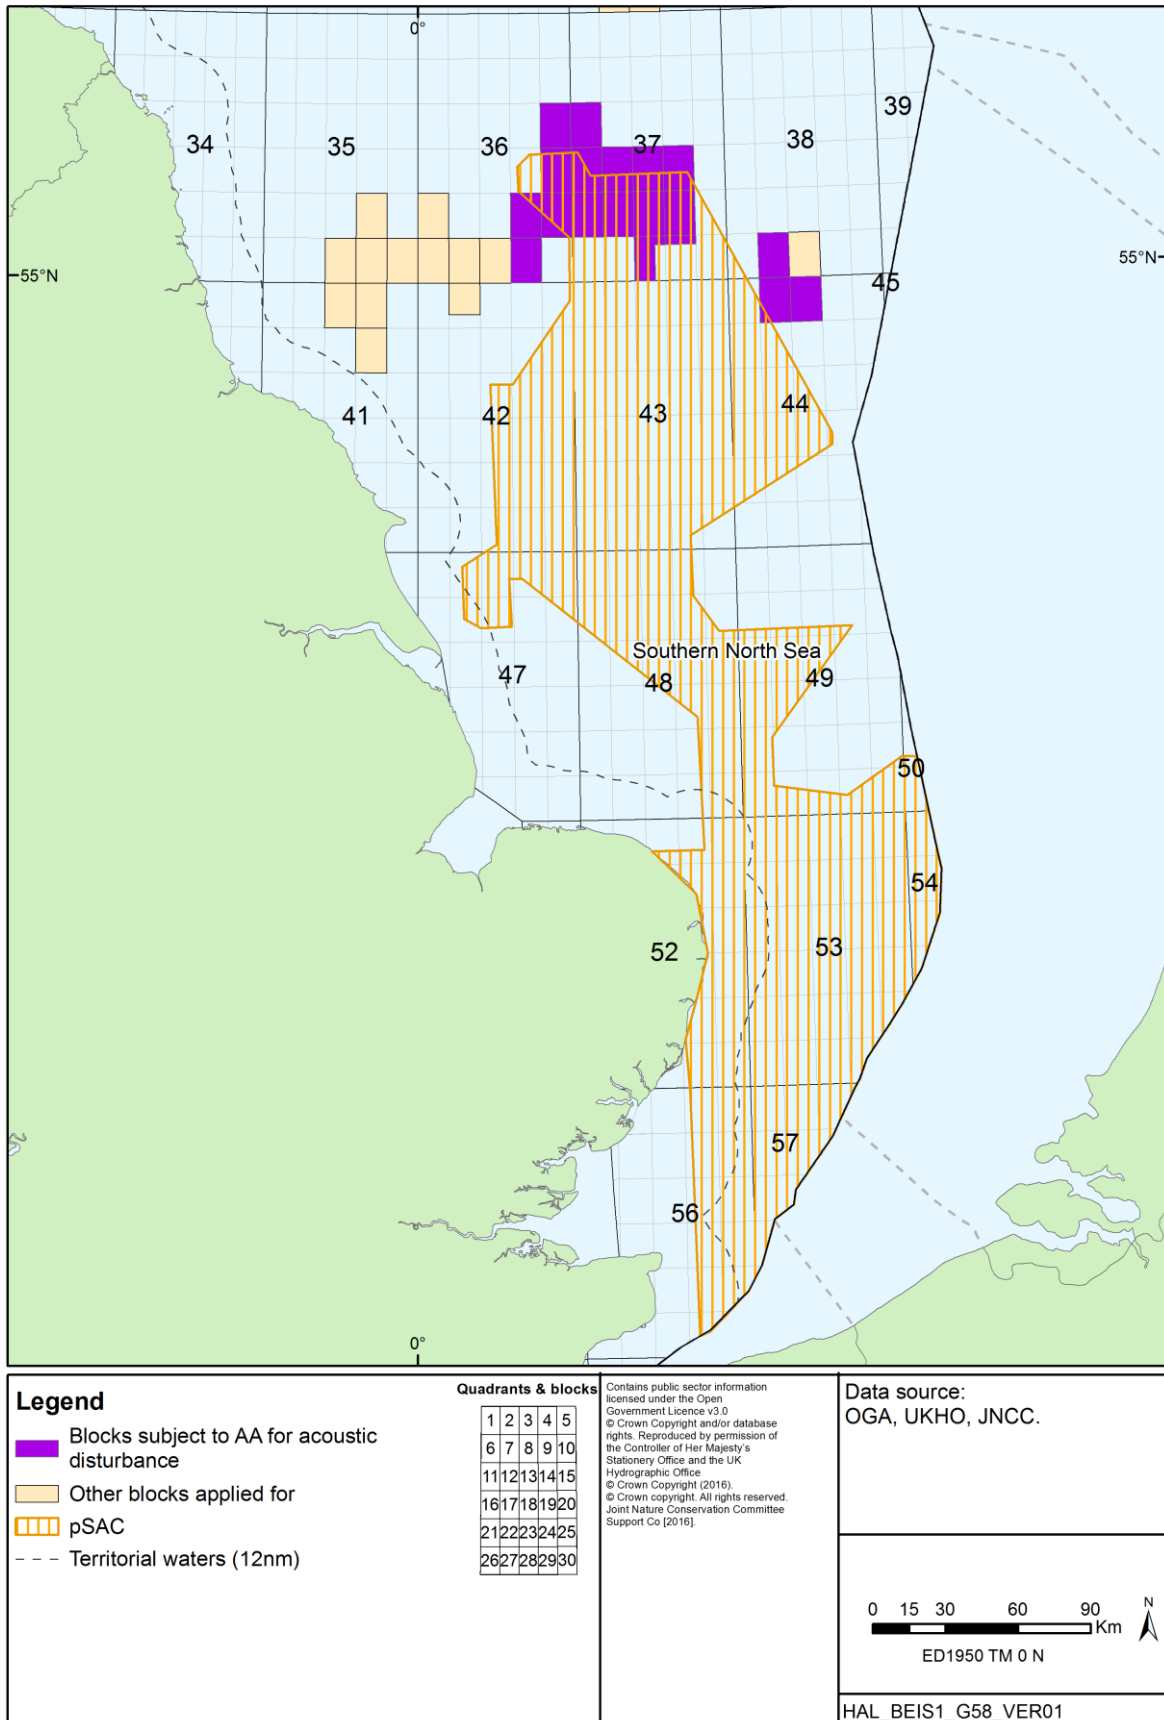 0°
39
34
35
36
37
38
55°N
55°N
45
41
42
43
44
Southern North Sea
47
48
49
50
54
52
53
57
56
0°
Legend
Blocks subject to AA for acoustic
disturbance
Other blocks applied for
pSAC
Territorial waters (12nm)
Quadrants & blocks
1 2 3 4 5
6 7 8 9 10
11 12 13 14 15
16 17 18 19 20
21 22 23 24 25
26 27 28 29 30
Contains public sector information
licensed under the Open
Government Licence v3.0
© Crown Copyright and/or database
rights. Reproduced by permission of
the Controller of Her Majesty's
Stationery Office and the UK
Hydrographic Office
© Crown Copyright (2016).
© Crown copyright. All rights reserved.
Joint Nature Conservation Committee
Support Co [2016].
Data source:
OGA, UKHO, JNCC.
0 15 30 60 90
Km
N
ED1950 TM 0 N
HAL_BEIS1_G58_VER01